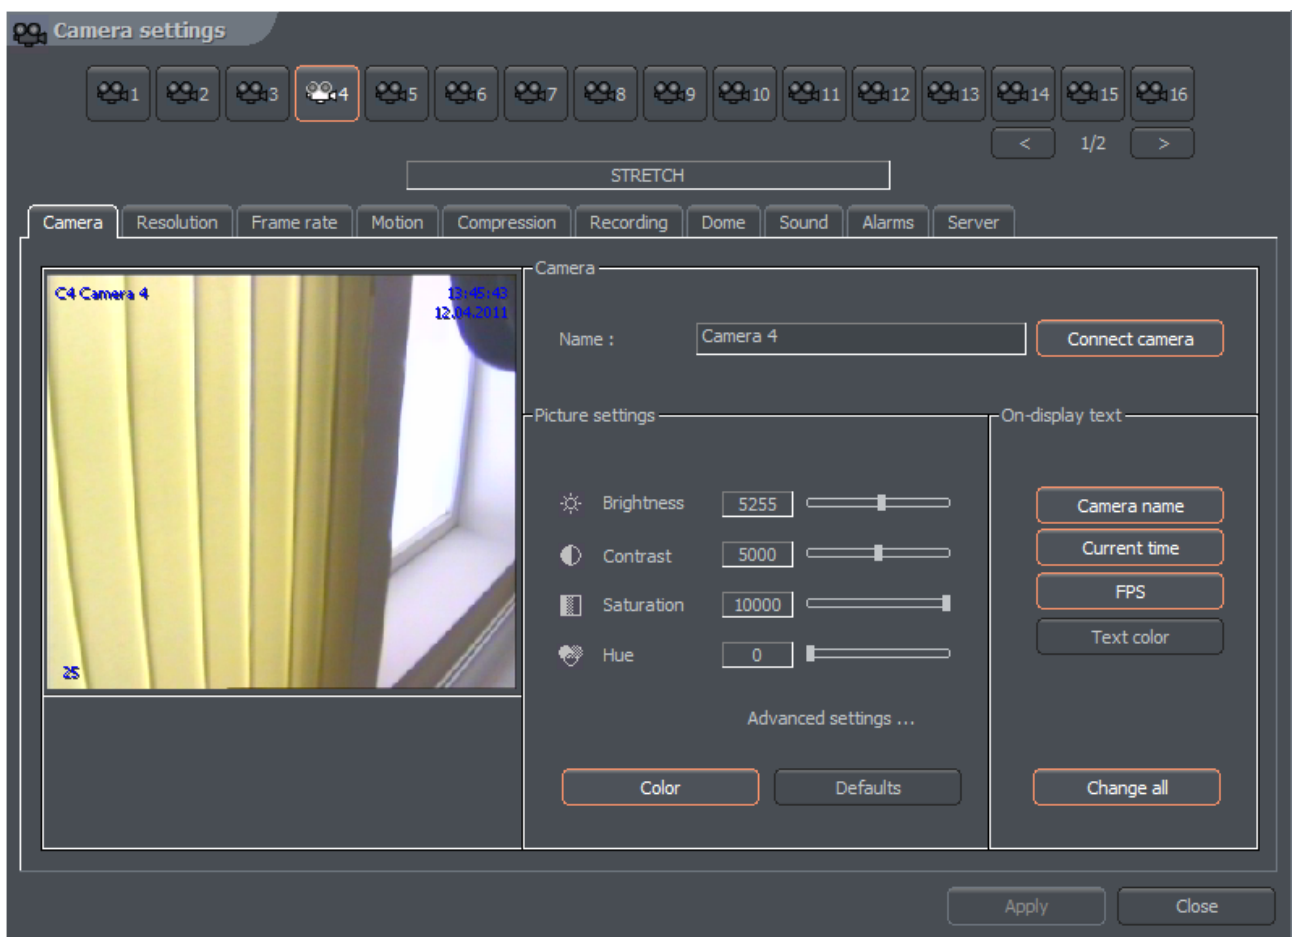 Camera settings
1 2 3 4 5 6 7 8 9 10 11 12 13 14 15 16
< 1/2 >
STRETCH
Camera Resolution Frame rate Motion Compression Recording Dome Sound Alarms Server
C4 Camera 4 13:45:43
12.04.2011
25
Camera
Name : Camera 4 Connect camera
Picture settings
Brightness 5255
Contrast 5000
Saturation 10000
Hue 0
Advanced settings ...
Color Defaults
On-display text
Camera name
Current time
FPS
Text color
Change all
Apply Close